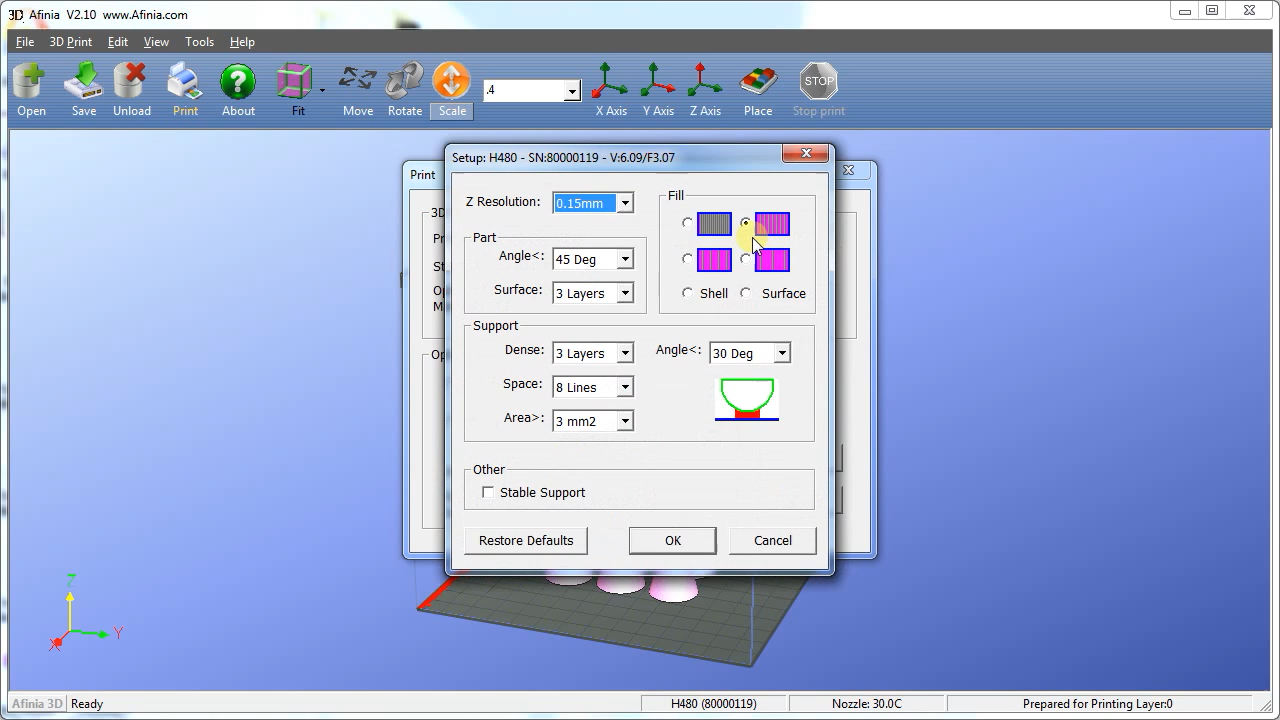 3D Afinia V2.10 www.Afinia.com
File 3D Print Edit View Tools Help
.4
Open Save Unload Print About Fit Move Rotate Scale X Axis Y Axis Z Axis Place Stop print
STOP
Setup: H480 - SN:80000119 - V:6.09/F3.07
Print
Z Resolution: 0.15mm
Fill
Part
Angle<: 45 Deg
Surface: 3 Layers
Shell Surface
Support
Dense: 3 Layers Angle<: 30 Deg
Space: 8 Lines
Area>: 3 mm2
Other
Stable Support
Restore Defaults OK Cancel
Z
Y
X
Afinia 3D Ready H480 (80000119) Nozzle: 30.0C Prepared for Printing Layer:0